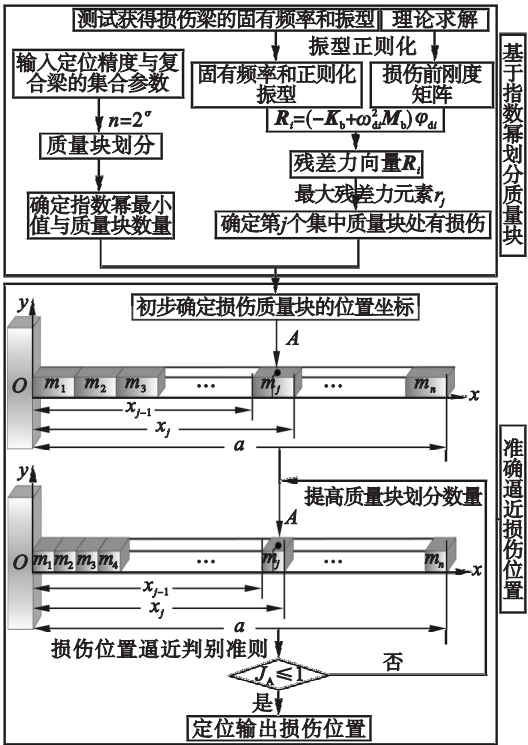 测试获得损伤梁的固有频率和振型
理论求解
振型正则化
输入定位精度与复
合梁的集合参数
固有频率和正则化
振型
损伤前刚度
矩阵
n=2^σ
R_i=(-K_b+ω²_di M_b)φ_di
质量块划分
残差力向量R_i
最大残差力元素r_j
确定指数幂最小
值与质量块数量
确定第j个集中质量块处有损伤
基于指数幂划分质量块
初步确定损伤质量块的位置坐标
y
A
O
m_1
m_2
m_3
...
m_j
...
m_n
x
x_{j-1}
x_j
a
提高质量块划分数量
y
A
O
m_1
m_2
m_3
m_4
...
m_j
...
m_n
x
x_{j-1}
x_j
a
准确逼近损伤位置
损伤位置逼近判别准则
否
J_A≤1
是
定位输出损伤位置